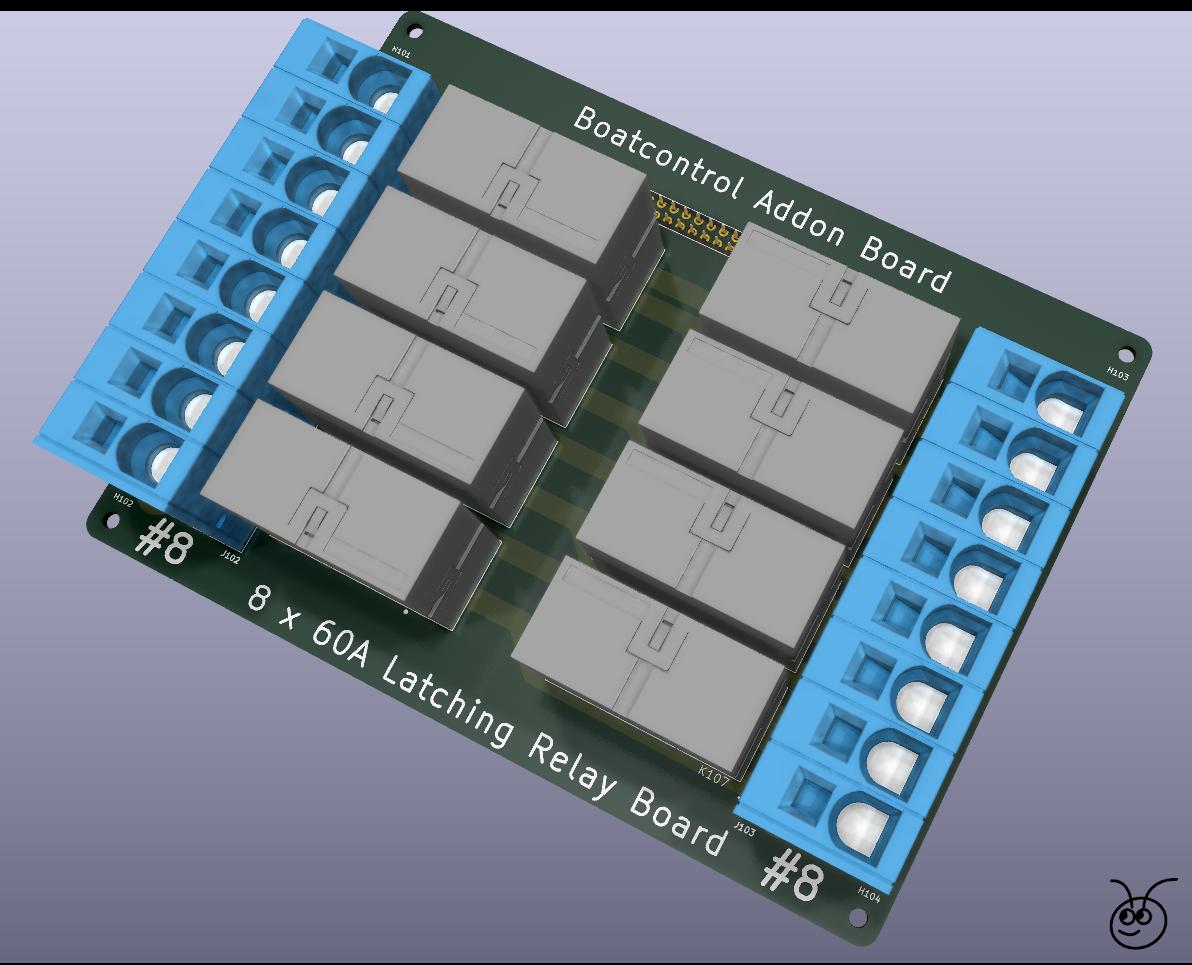 H101
Boatcontrol Addon Board
H103
H102
#8
J102
8 x 60A Latching Relay Board
K107
J103
#8
H104